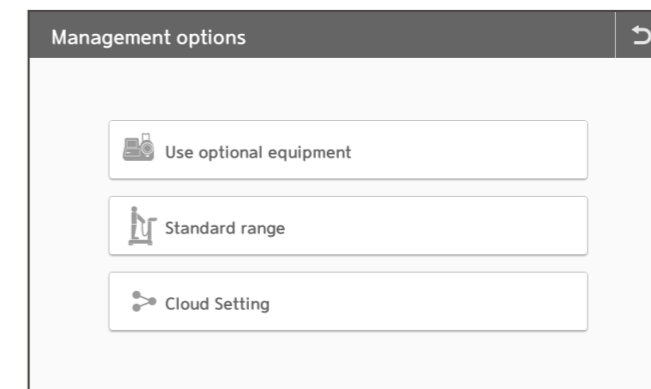 Management options
Use optional equipment
Standard range
Cloud Setting